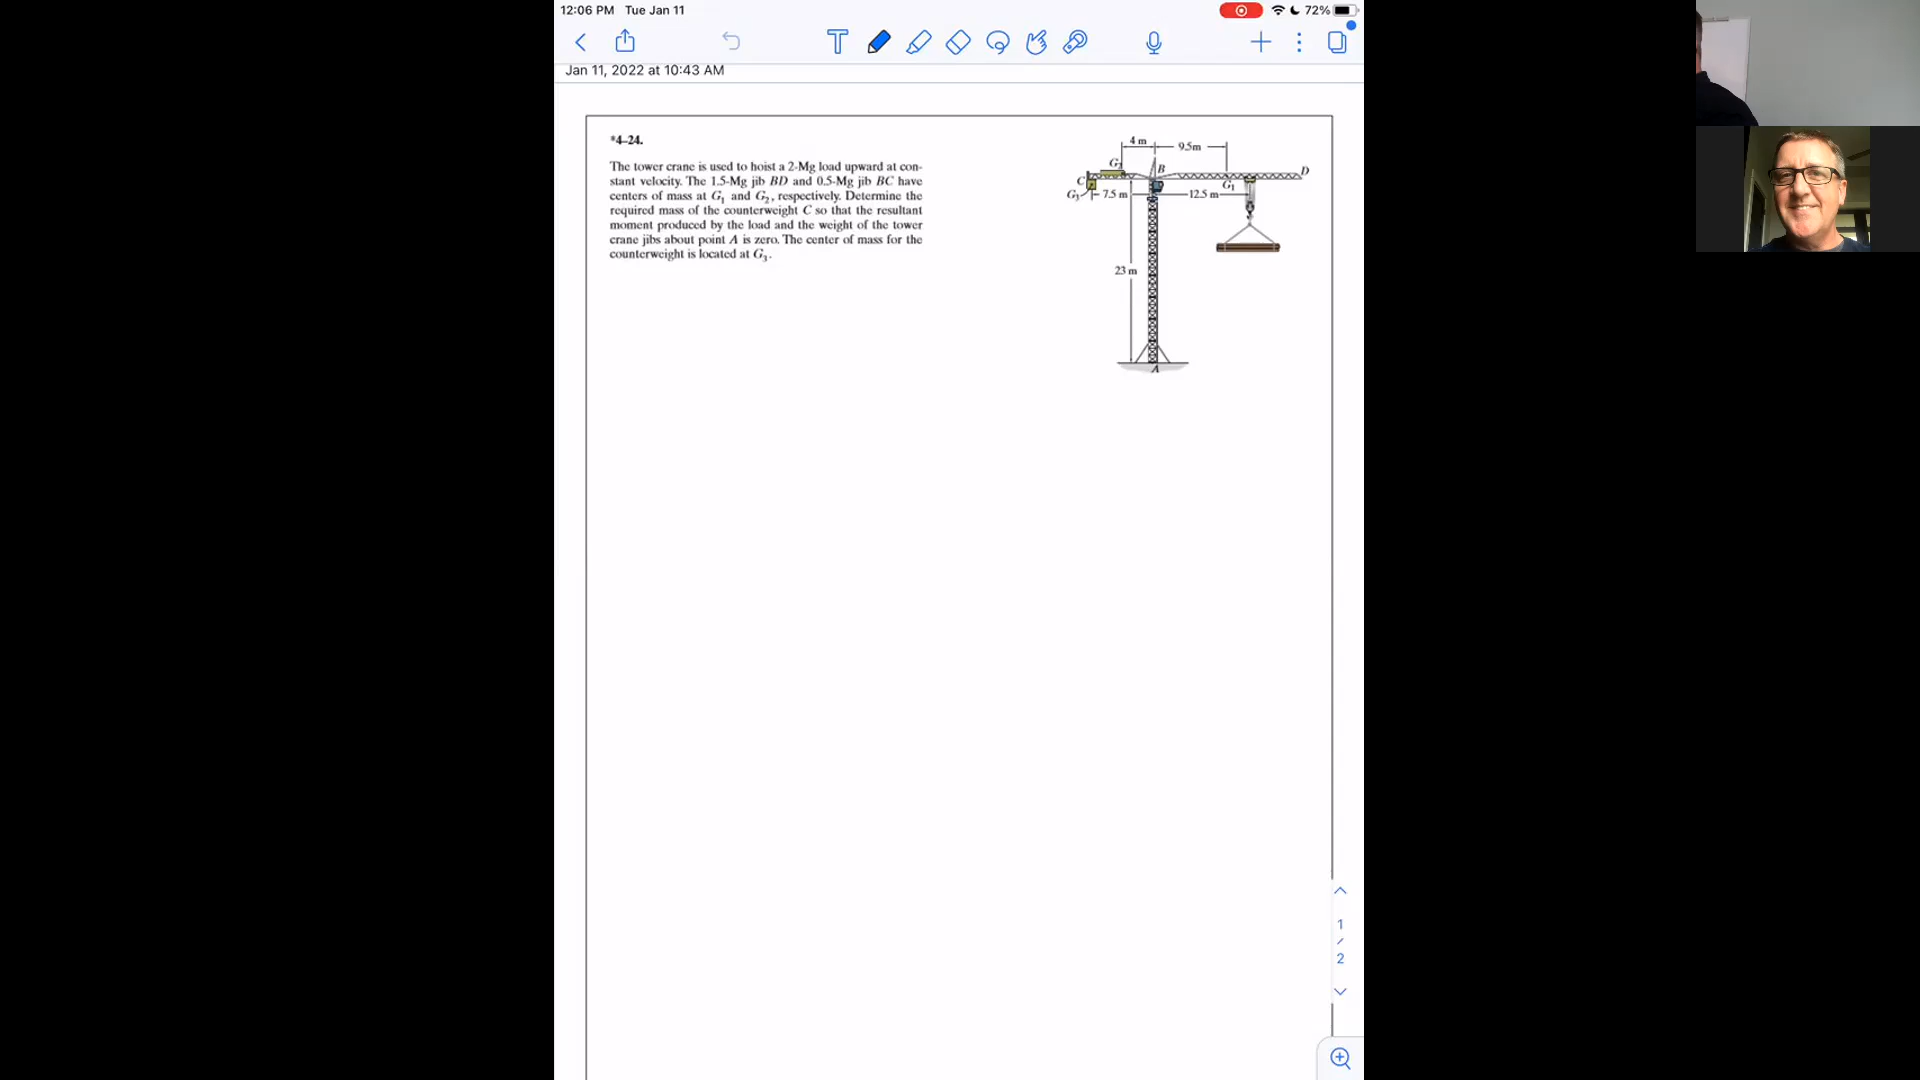 12:06 PM Tue Jan 11
72%
Jan 11, 2022 at 10:43 AM
*4–24.
The tower crane is used to hoist a 2-Mg load upward at con-
stant velocity. The 1.5-Mg jib BD and 0.5-Mg jib BC have
centers of mass at G₁ and G₂, respectively. Determine the
required mass of the counterweight C so that the resultant
moment produced by the load and the weight of the tower
crane jibs about point A is zero. The center of mass for the
counterweight is located at G₃.
4 m
9.5m
G₂
B
D
C
G₁
G₃
7.5 m
12.5 m
23 m
A
1
/
2